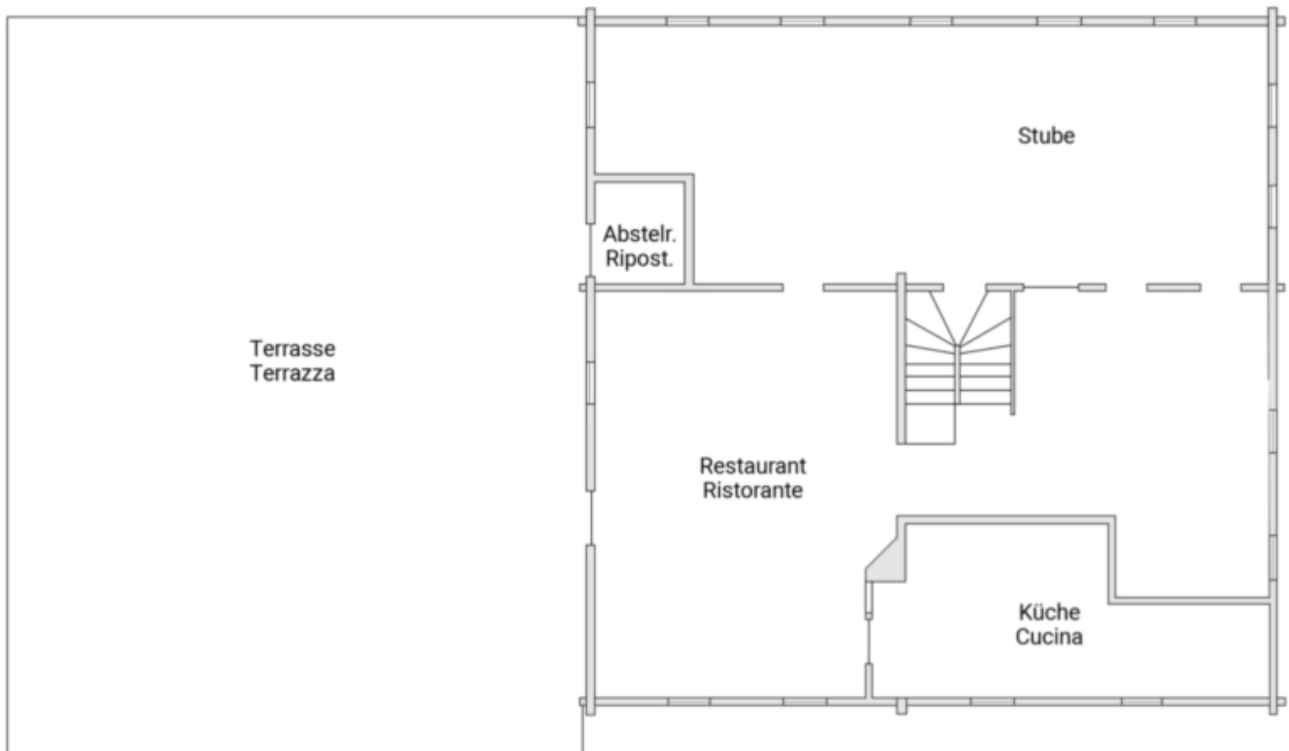 Stube
Abstelr.
Ripost.
Terrasse
Terrazza
Restaurant
Ristorante
Küche
Cucina